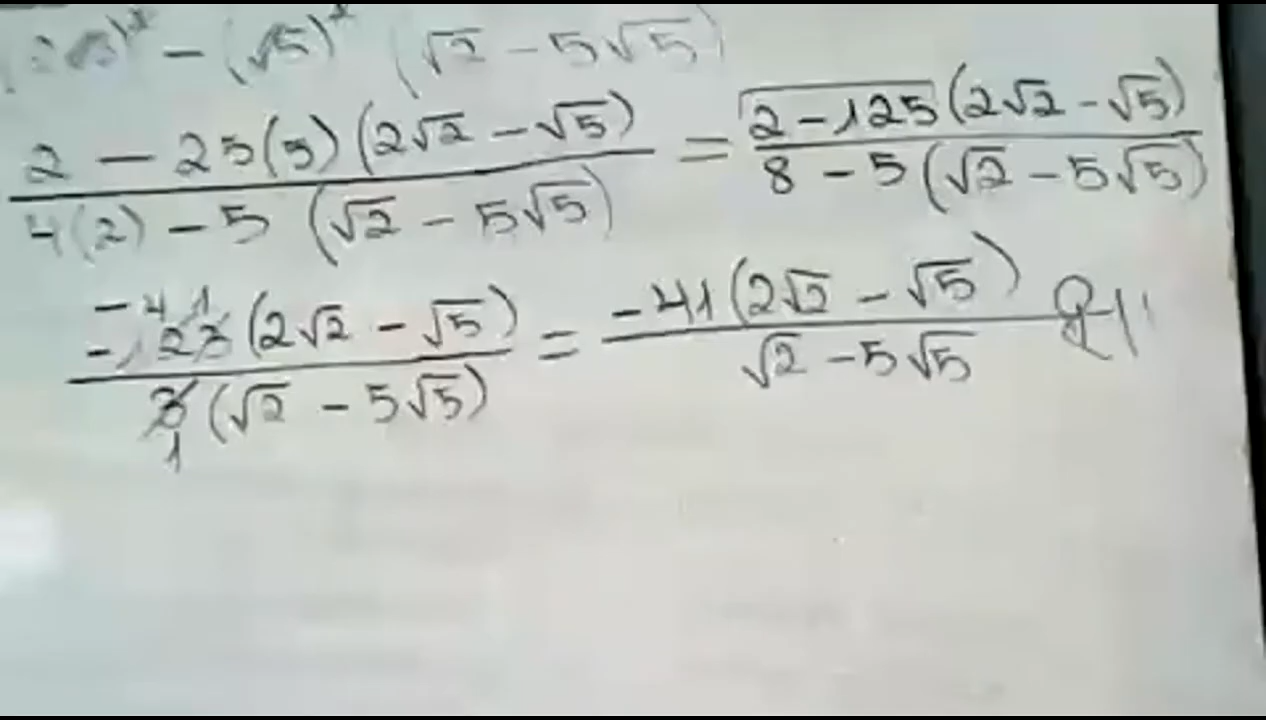 - (√5)² (√2 - 5√5)
2 - 25(5) (2√2 - √5) / 4(2) - 5 (√2 - 5√5) = 2 - 125 (2√2 - √5) / 8 - 5 (√2 - 5√5)
-41 -123 (2√2 - √5) / 3 1 (√2 - 5√5) = -41 (2√2 - √5) / √2 - 5√5